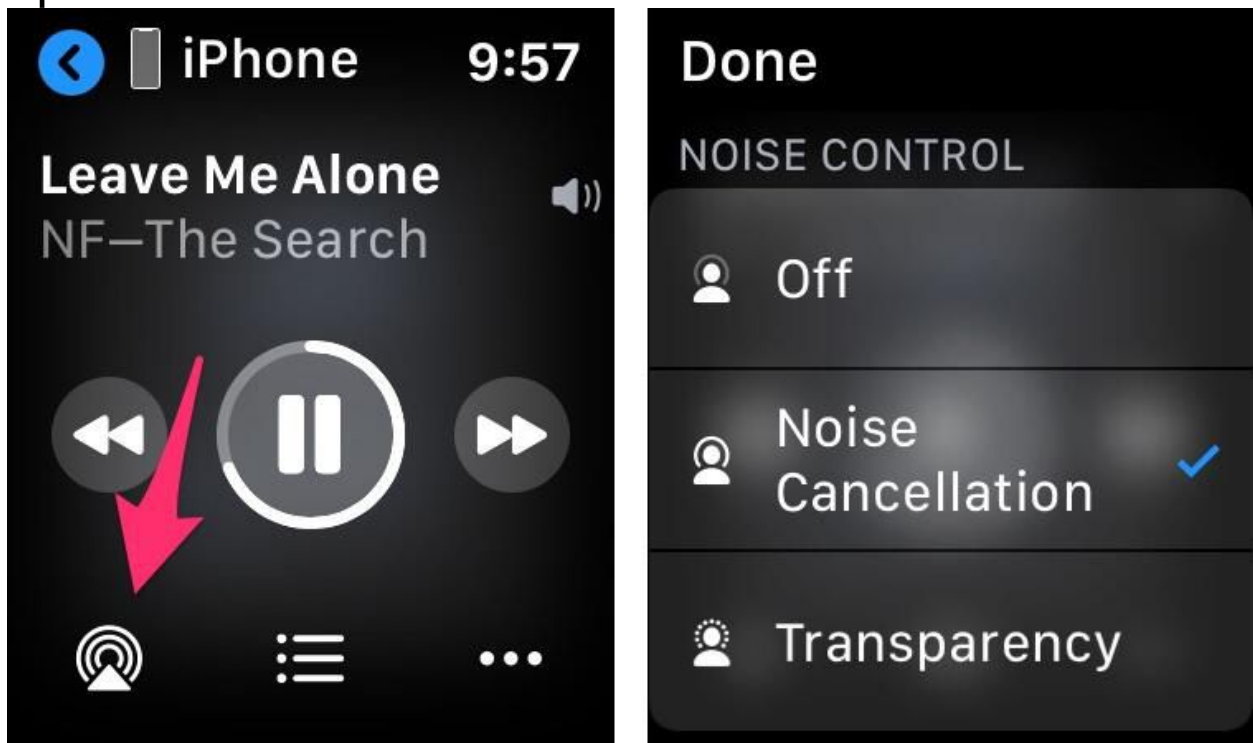 iPhone 9:57
Leave Me Alone
NF—The Search
Done
NOISE CONTROL
Off
Noise
Cancellation
Transparency